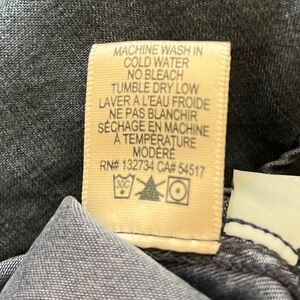 MACHINE WASH IN
COLD WATER
NO BLEACH
TUMBLE DRY LOW
LAVER À L'EAU FROIDE
NE PAS BLANCHIR
SÉCHAGE EN MACHINE
À TEMPÉRATURE
MODÉRÉ
RN# 132734 CA# 54517
30C